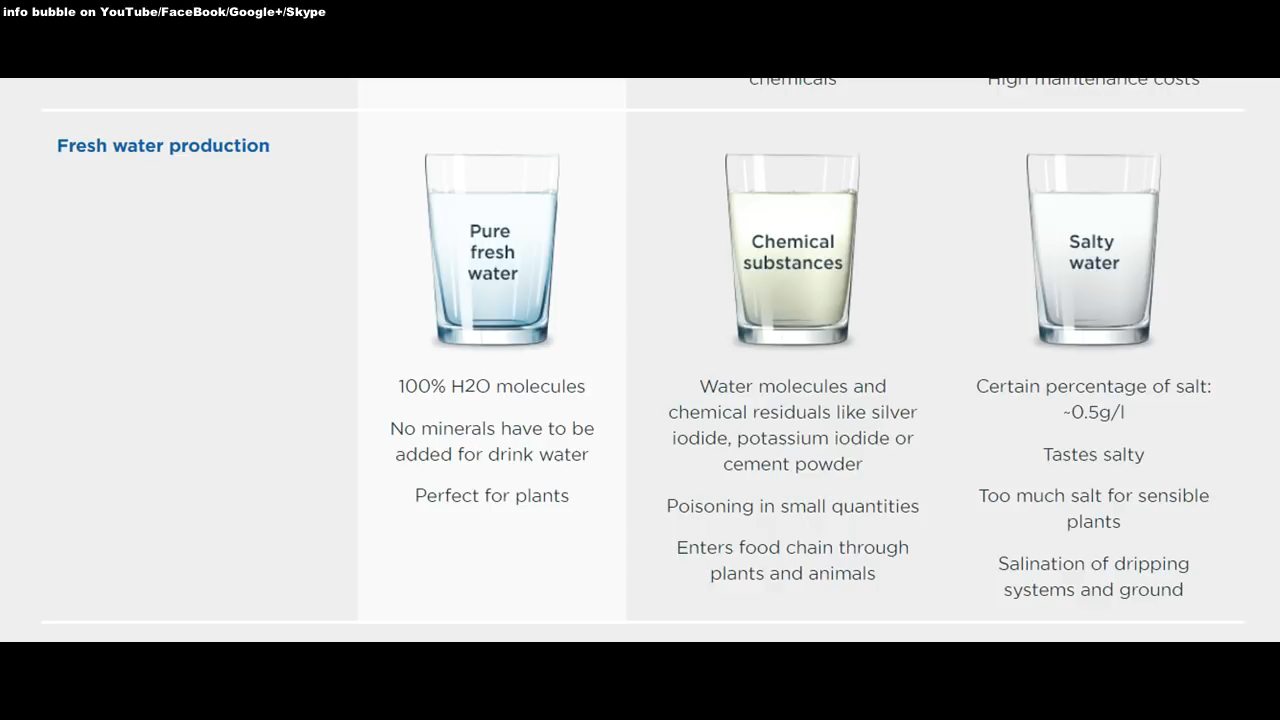 info bubble on YouTube/FaceBook/Google+/Skype
chemicals
High maintenance costs
Fresh water production
Pure
fresh
water
100% H2O molecules
No minerals have to be
added for drink water
Perfect for plants
Chemical
substances
Water molecules and
chemical residuals like silver
iodide, potassium iodide or
cement powder
Poisoning in small quantities
Enters food chain through
plants and animals
Salty
water
Certain percentage of salt:
~0.5g/l
Tastes salty
Too much salt for sensible
plants
Salination of dripping
systems and ground